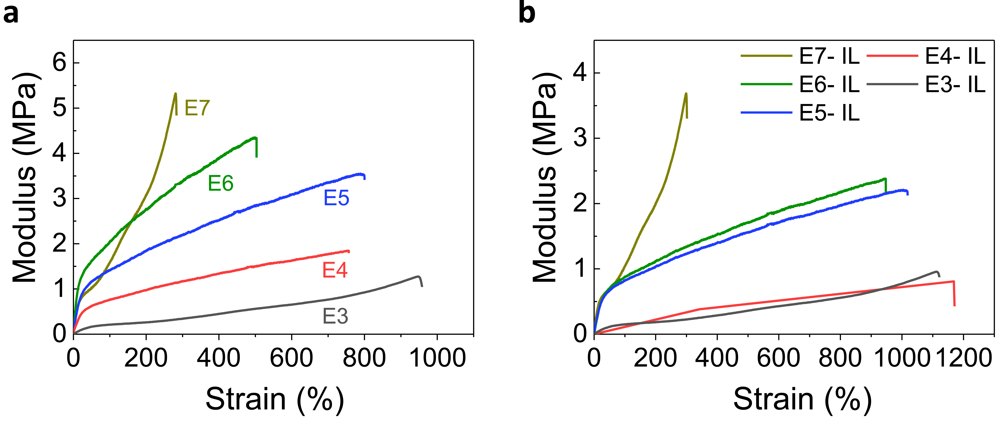 a
Modulus (MPa)
6
5
4
3
2
1
0
E7
E6
E5
E4
E3
0 200 400 600 800 1000
Strain (%)
b
Modulus (MPa)
4
3
2
1
0
E7- IL E4- IL
E6- IL E3- IL
E5- IL
0 200 400 600 800 1000 1200
Strain (%)